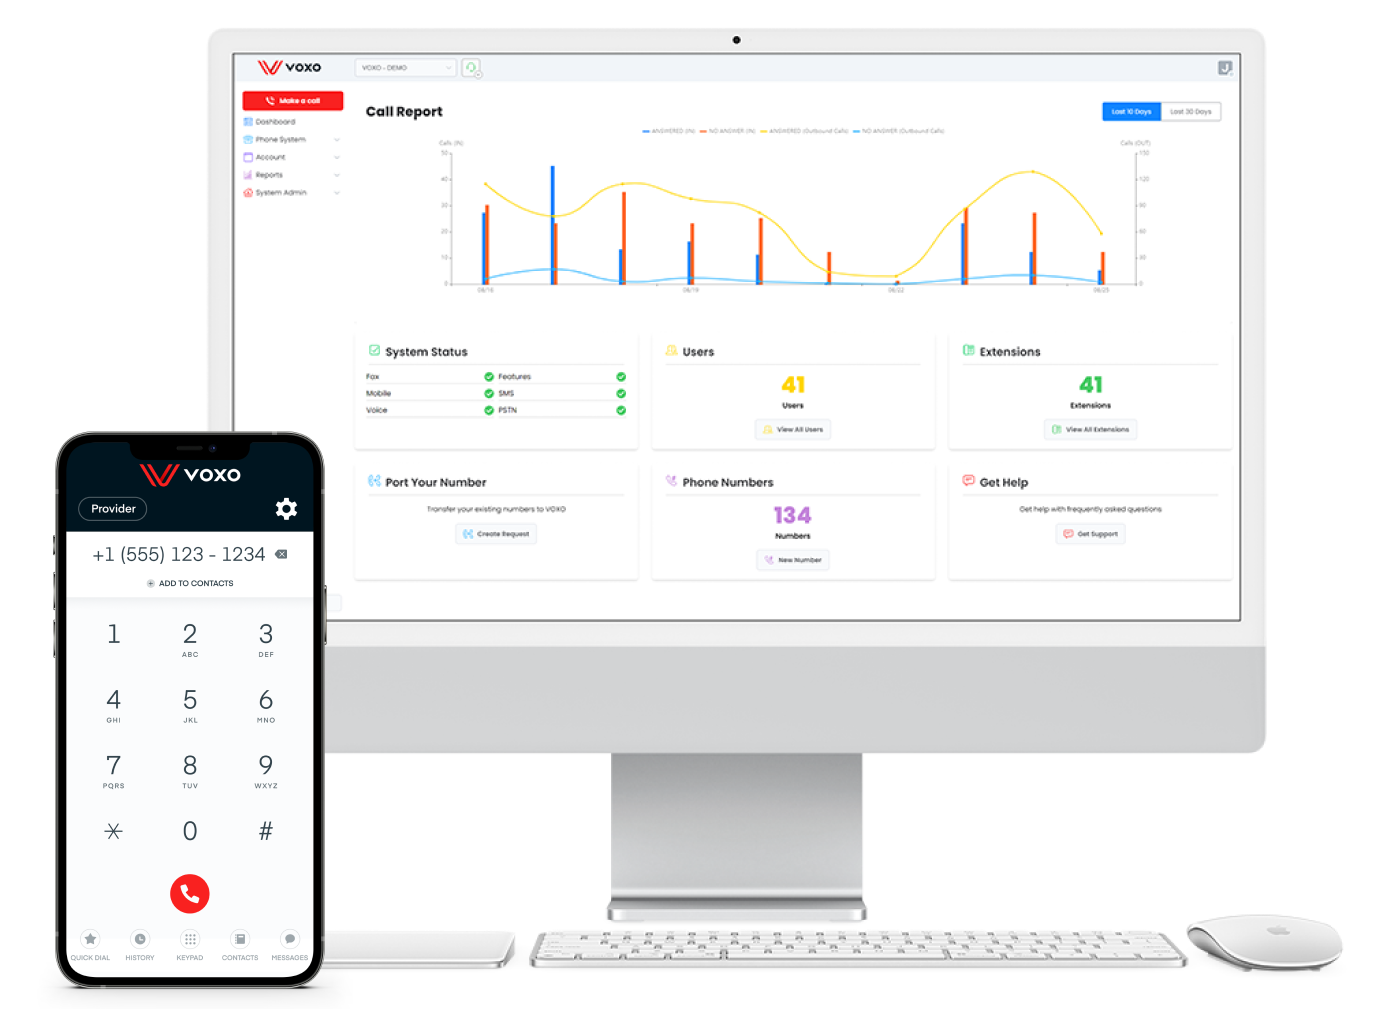 VOXO
VOXO - DEMO
J
Make a call
Dashboard
Phone System
Account
Reports
System Admin
Call Report
Last 10 Days
Last 30 Days
ANSWERED (IN) NO ANSWER (IN) ANSWERED (Outbound Calls) NO ANSWER (Outbound Calls)
Calls (IN)
Calls (OUT)
50
40
30
20
10
0
150
120
90
60
30
0
06/16
06/19
06/22
06/25
System Status
Fax
Features
Mobile
SMS
Voice
PSTN
Users
41
Users
View All Users
Extensions
41
Extensions
View All Extensions
Port Your Number
Transfer your existing numbers to VOXO
Create Request
Phone Numbers
134
Numbers
New Number
Get Help
Get help with frequently asked questions
Get Support
VOXO
Provider
+1 (555) 123 - 1234
ADD TO CONTACTS
1 2 3
ABC DEF
4 5 6
GHI JKL MNO
7 8 9
PQRS TUV WXYZ
* 0 #
QUICK DIAL HISTORY KEYPAD CONTACTS MESSAGES